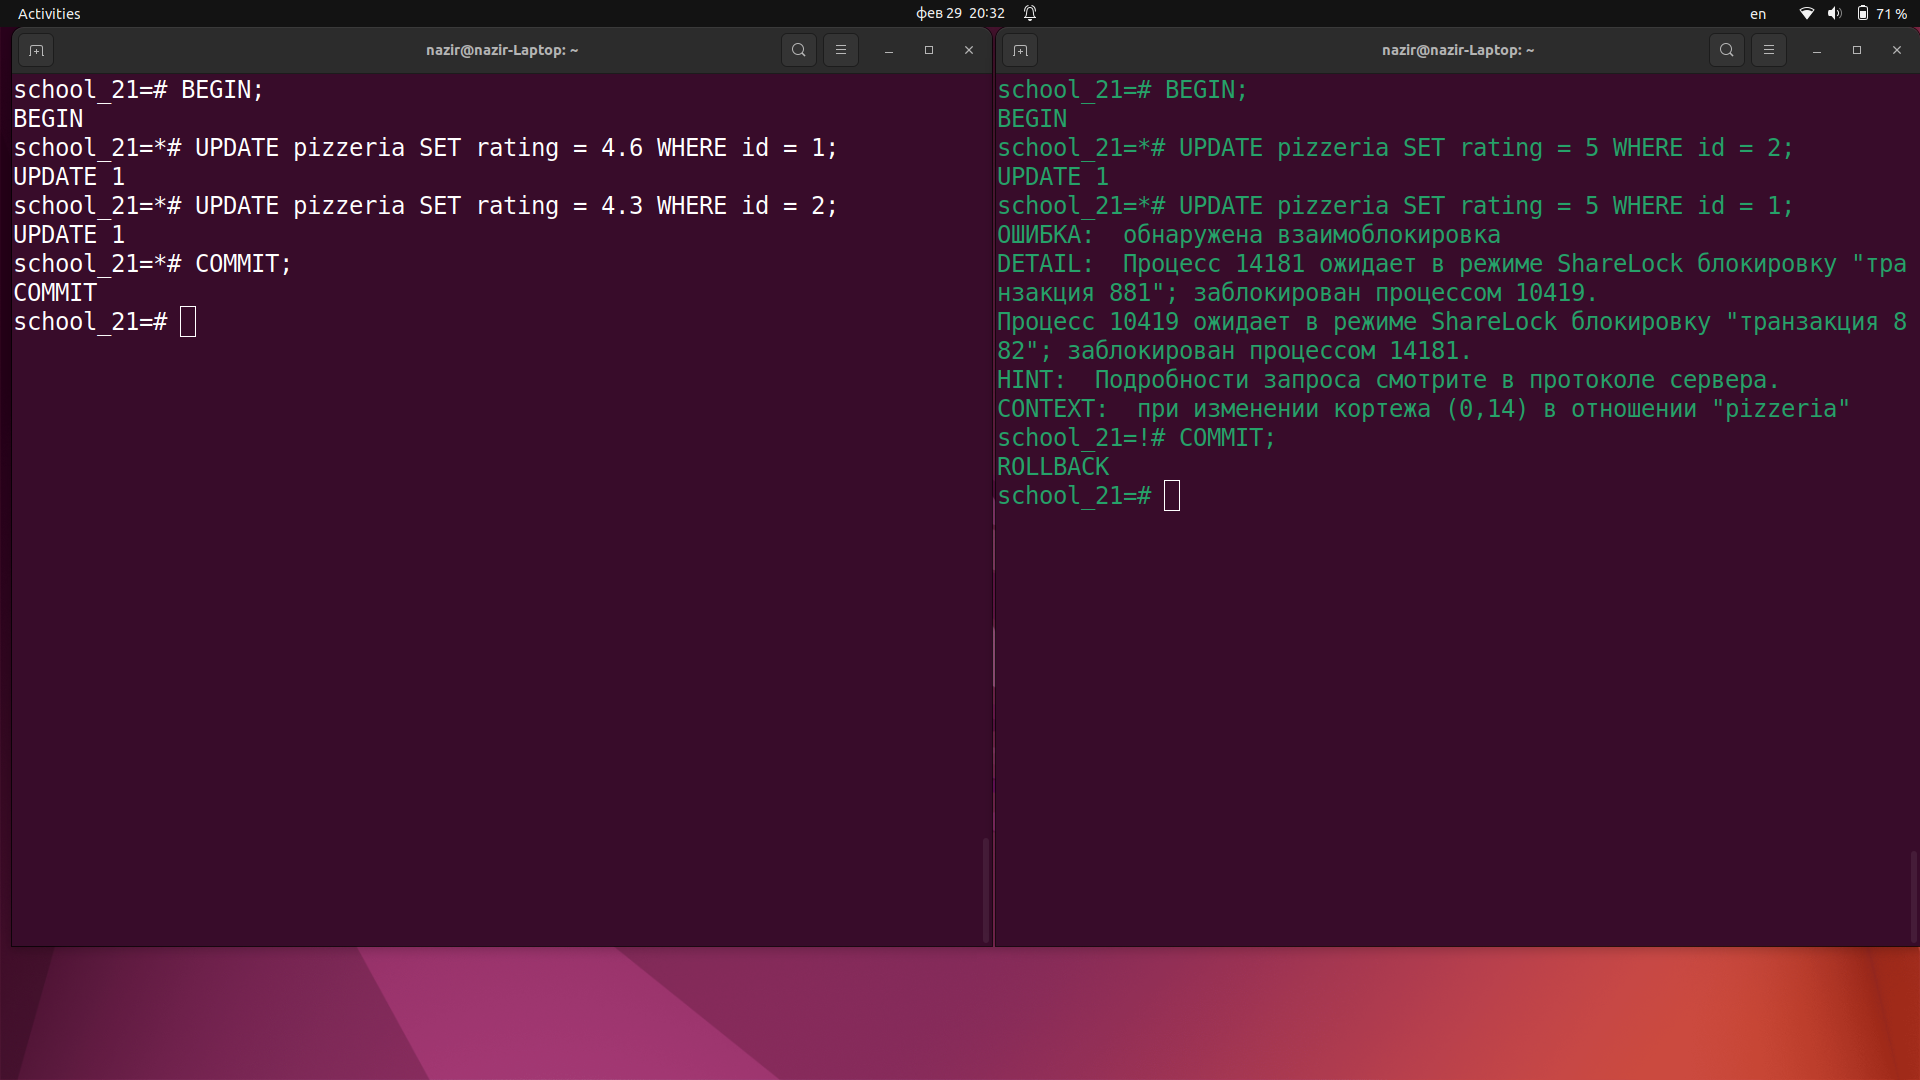 Activities
фев 29 20:32
en
71 %
nazir@nazir-Laptop: ~
school_21=# BEGIN;
BEGIN
school_21=*# UPDATE pizzeria SET rating = 4.6 WHERE id = 1;
UPDATE 1
school_21=*# UPDATE pizzeria SET rating = 4.3 WHERE id = 2;
UPDATE 1
school_21=*# COMMIT;
COMMIT
school_21=#
nazir@nazir-Laptop: ~
school_21=# BEGIN;
BEGIN
school_21=*# UPDATE pizzeria SET rating = 5 WHERE id = 2;
UPDATE 1
school_21=*# UPDATE pizzeria SET rating = 5 WHERE id = 1;
ОШИБКА:  обнаружена взаимоблокировка
DETAIL:  Процесс 14181 ожидает в режиме ShareLock блокировку "тра
нзакция 881"; заблокирован процессом 10419.
Процесс 10419 ожидает в режиме ShareLock блокировку "транзакция 8
82"; заблокирован процессом 14181.
HINT:  Подробности запроса смотрите в протоколе сервера.
CONTEXT:  при изменении кортежа (0,14) в отношении "pizzeria"
school_21=!# COMMIT;
ROLLBACK
school_21=#